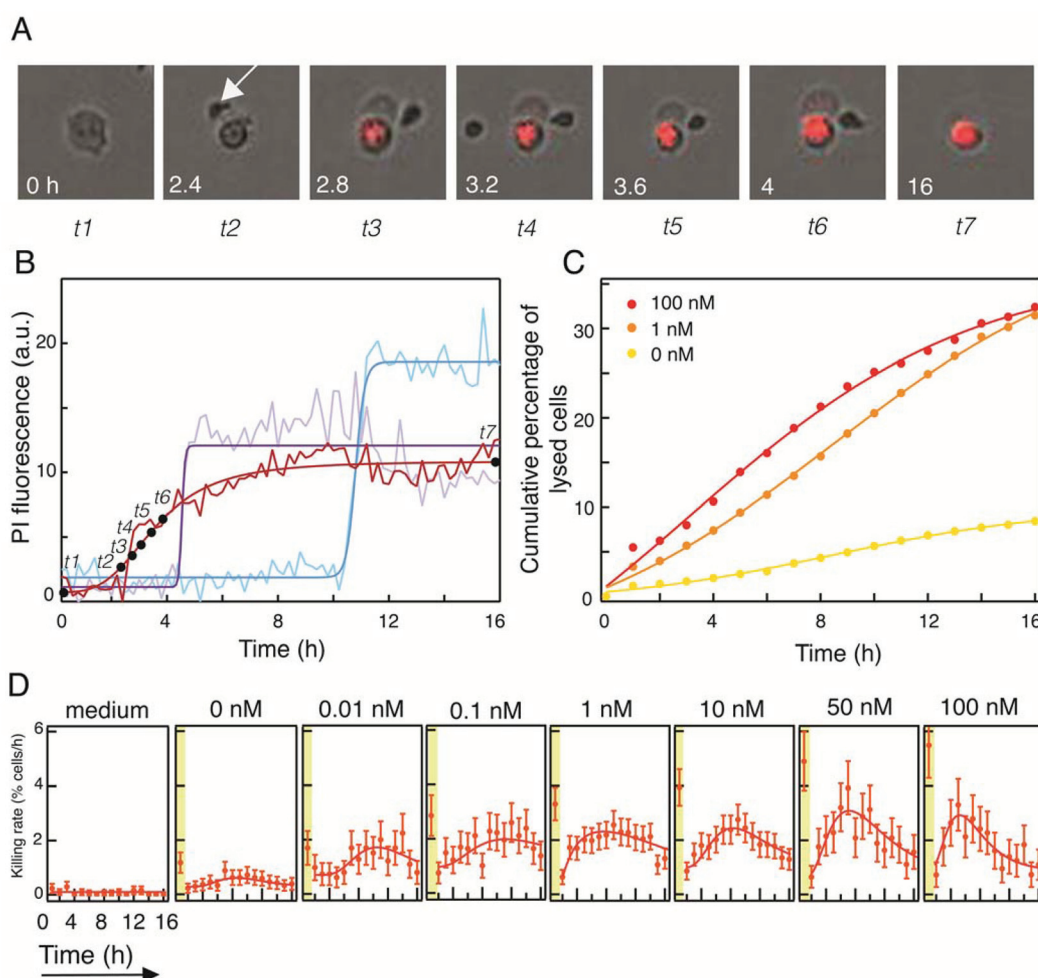 A
0 h 2.4 2.8 3.2 3.6 4 16
t1 t2 t3 t4 t5 t6 t7
B
PI fluorescence (a.u.)
20
10
0
t1 t2 t3 t4 t5 t6 t7
0 4 8 12 16
Time (h)
C
Cumulative percentage of
lysed cells
30
20
10
0
100 nM
1 nM
0 nM
0 4 8 12 16
Time (h)
D
medium 0 nM 0.01 nM 0.1 nM 1 nM 10 nM 50 nM 100 nM
Killing rate (% cells/h)
6
4
2
0
0 4 8 12 16
Time (h)